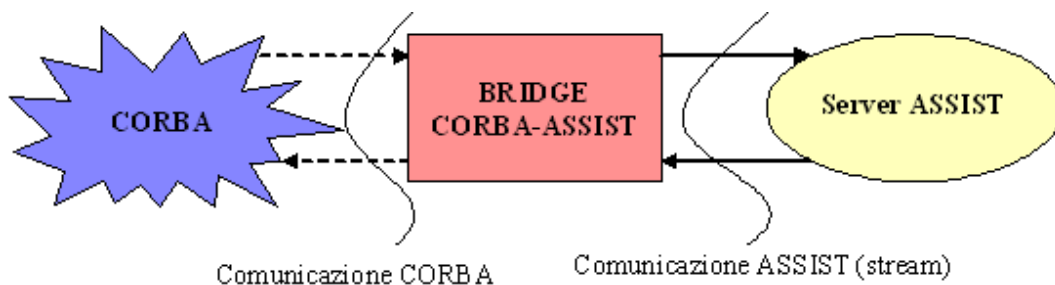 CORBA
BRIDGE
CORBA-ASSIST
Server ASSIST
Comunicazione CORBA
Comunicazione ASSIST (stream)